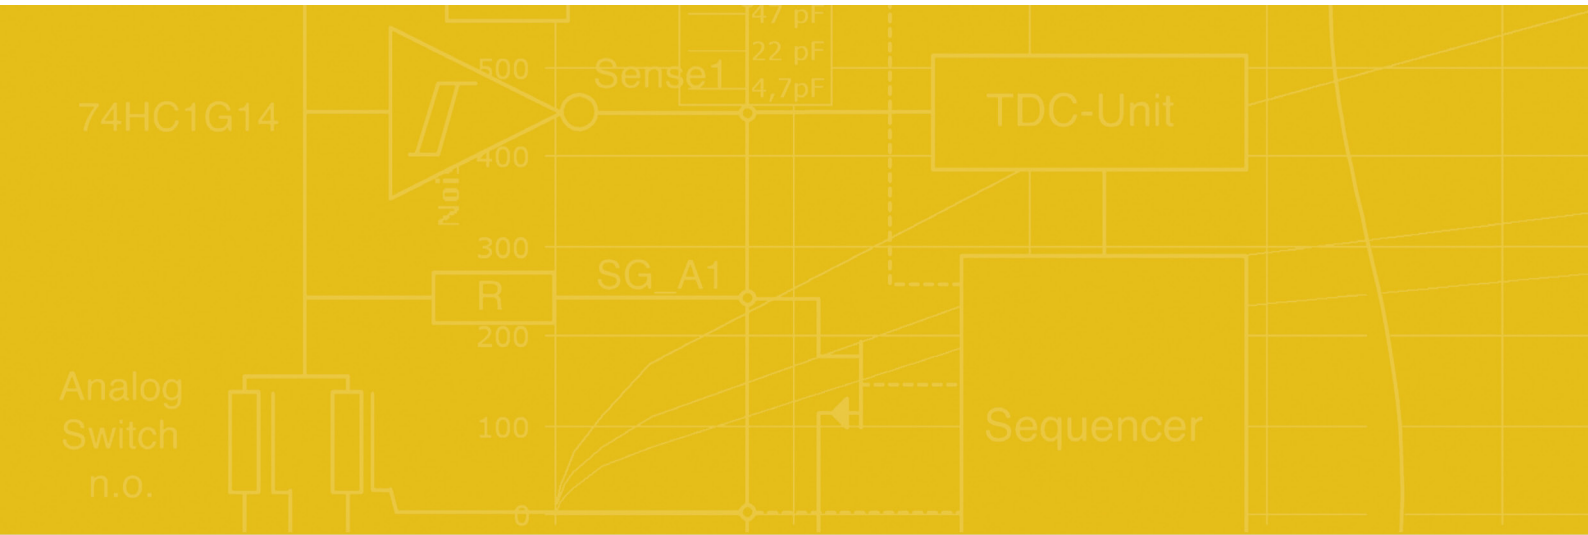 47 pF
22 pF
4,7pF
500
Sense1
74HC1G14
TDC-Unit
400
300
SG_A1
R
200
Analog
Switch
n.o.
100
Sequencer
0